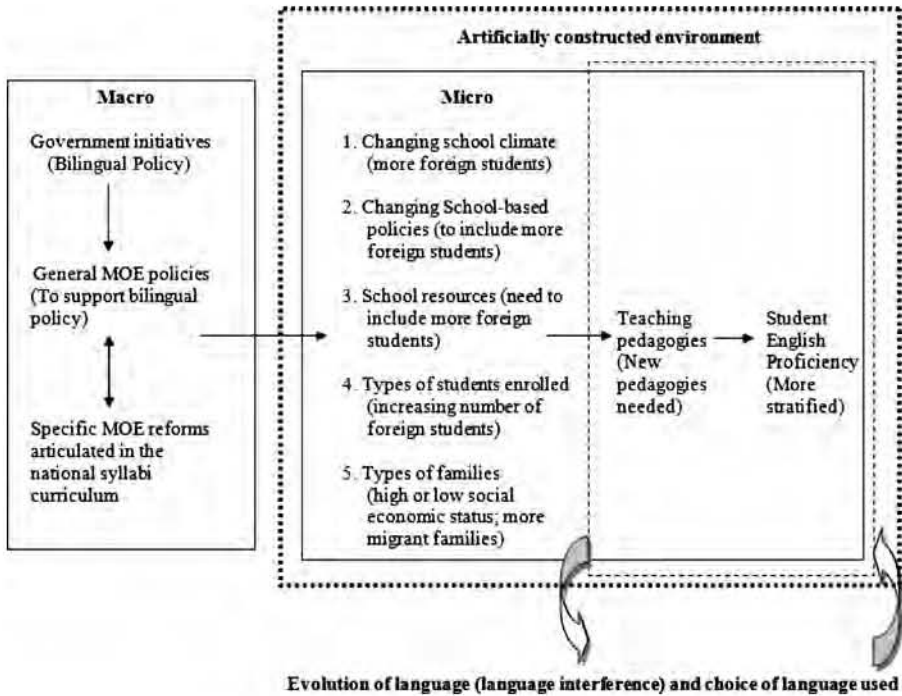 Artificially constructed environment
Macro
Government initiatives
(Bilingual Policy)
General MOE policies
(To support bilingual
policy)
Specific MOE reforms
articulated in the
national syllabi
curriculum
Micro
1. Changing school climate
(more foreign students)
2. Changing School-based
policies (to include more
foreign students)
3. School resources (need to
include more foreign
students)
4. Types of students enrolled
(increasing number of
foreign students)
5. Types of families
(high or low social
economic status; more
migrant families)
Teaching
pedagogies
(New
pedagogies
needed)
Student
English
Proficiency
(More
stratified)
Evolution of language (language interference) and choice of language used